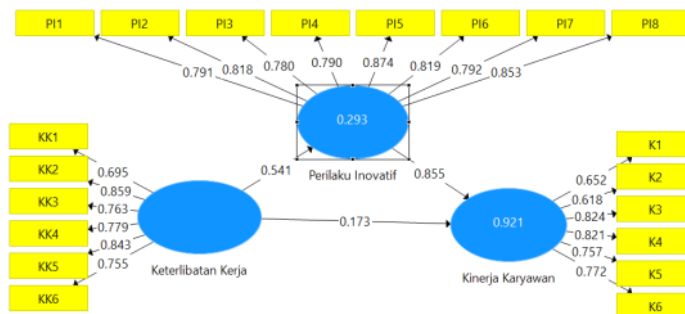 PI1 PI2 PI3 PI4 PI5 PI6 PI7 PI8
0.791 0.818 0.780 0.790 0.874 0.819 0.792 0.853
0.293
Perilaku Inovatif
KK1
KK2
KK3
KK4
KK5
KK6
0.695
0.859
0.763
0.779
0.843
0.755
Keterlibatan Kerja
0.541
0.855
0.173
0.921
Kinerja Karyawan
0.652
0.618
0.824
0.821
0.757
0.772
K1
K2
K3
K4
K5
K6